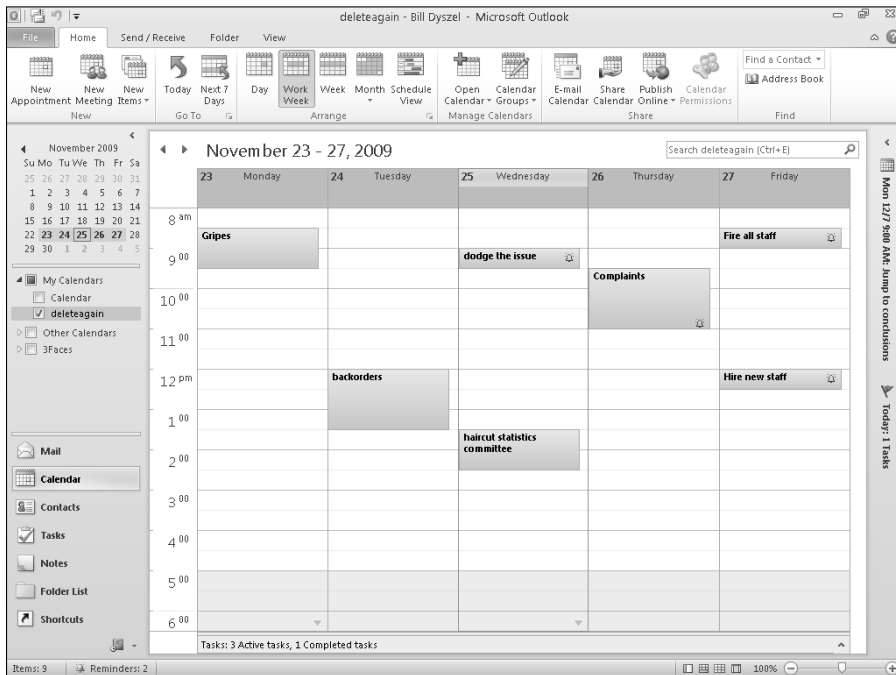 deleteagain - Bill Dyszel - Microsoft Outlook
File Home Send / Receive Folder View
New Appointment
New Meeting
New Items
Today
Next 7 Days
Day
Work Week
Week
Month
Schedule View
Open Calendar
Calendar Groups
E-mail Calendar
Share Calendar
Publish Online
Calendar Permissions
Find a Contact
Address Book
New Go To Arrange Manage Calendars Share Find
November 2009
Su Mo Tu We Th Fr Sa
25 26 27 28 29 30 31
1 2 3 4 5 6 7
8 9 10 11 12 13 14
15 16 17 18 19 20 21
22 23 24 25 26 27 28
29 30 1 2 3 4 5
My Calendars
Calendar
deleteagain
Other Calendars
3Faces
Mail
Calendar
Contacts
Tasks
Notes
Folder List
Shortcuts
November 23 - 27, 2009
Search deleteagain (Ctrl+E)
23 Monday 24 Tuesday 25 Wednesday 26 Thursday 27 Friday
8 am
Gripes
Fire all staff
9 00
dodge the issue
Complaints
10 00
11 00
12 pm
backorders
Hire new staff
1 00
haircut statistics
committee
2 00
3 00
4 00
5 00
6 00
Tasks: 3 Active tasks, 1 Completed tasks
Mon 12/7 9:00 AM: Jump to conclusions
Today: 1 Tasks
Items: 9 Reminders: 2 100%